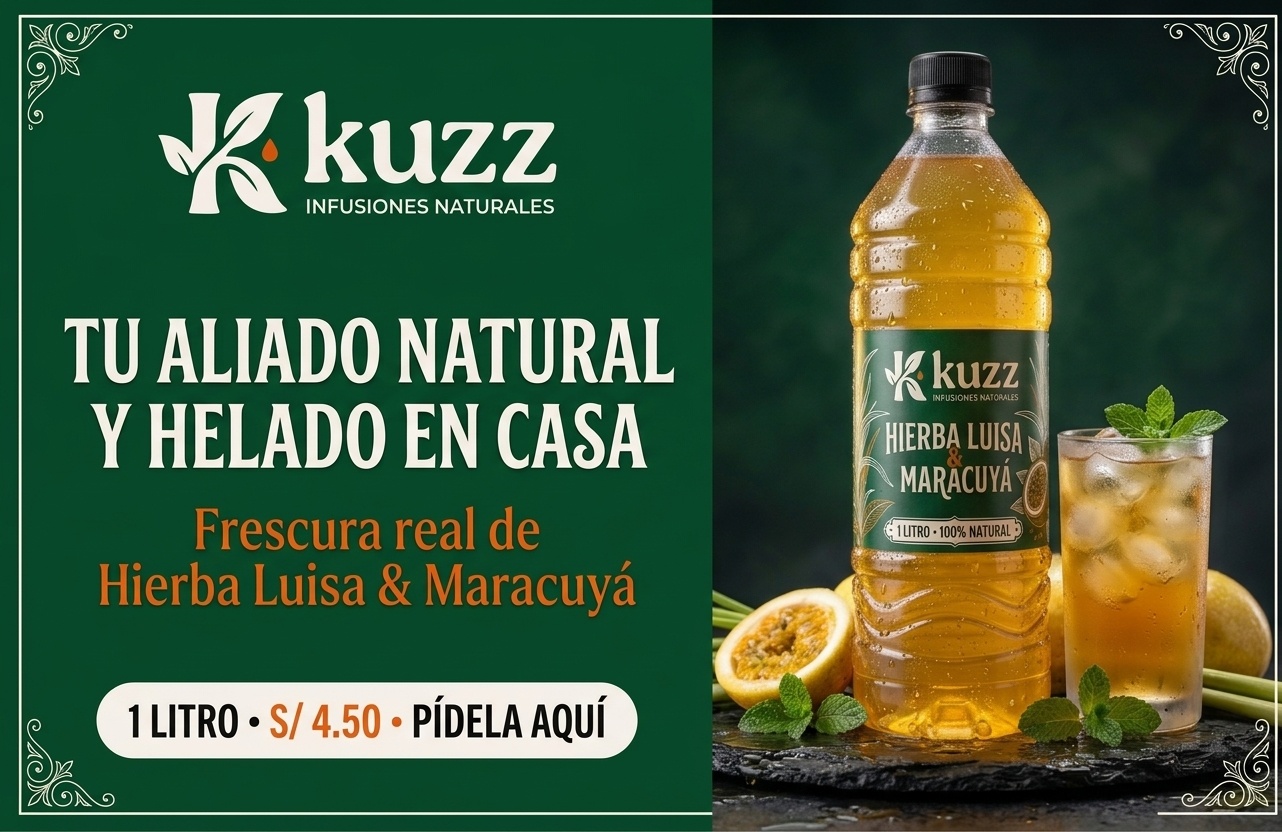 kuzz
INFUSIONES NATURALES
TU ALIADO NATURAL
Y HELADO EN CASA
Frescura real de
Hierba Luisa & Maracuyá
1 LITRO • S/ 4.50 • PÍDELA AQUÍ
kuzz
INFUSIONES NATORALES
HIERBA LUISA
&
MARACUYÁ
1 LITRO • 100% NATURAL